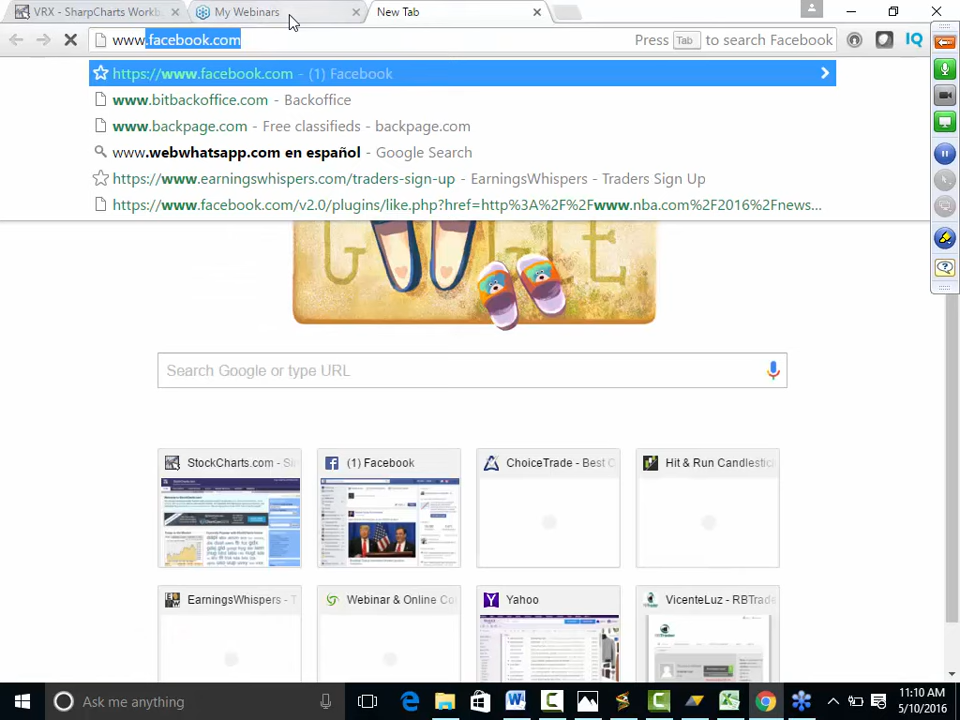 VRX - SharpCharts Workb
My Webinars
New Tab
www.facebook.com
Press Tab to search Facebook
IQ
https://www.facebook.com - (1) Facebook
www.bitbackoffice.com - Backoffice
www.backpage.com - Free classifieds - backpage.com
www.webwhatsapp.com en español - Google Search
https://www.earningswhispers.com/traders-sign-up - EarningsWhispers - Traders Sign Up
https://www.facebook.com/v2.0/plugins/like.php?href=http%3A%2F%2Fwww.nba.com%2F2016%2Fnews...
Search Google or type URL
StockCharts.com - Si
(1) Facebook
ChoiceTrade - Best C
Hit & Run Candlestic
EarningsWhispers - T
Webinar & Online Co
Yahoo
VicenteLuz - RBTrade
Ask me anything
11:10 AM
5/10/2016